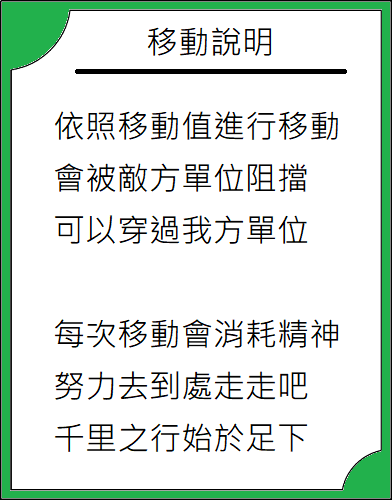 移動說明
依照移動值進行移動
會被敵方單位阻擋
可以穿過我方單位
每次移動會消耗精神
努力去到處走走吧
千里之行始於足下